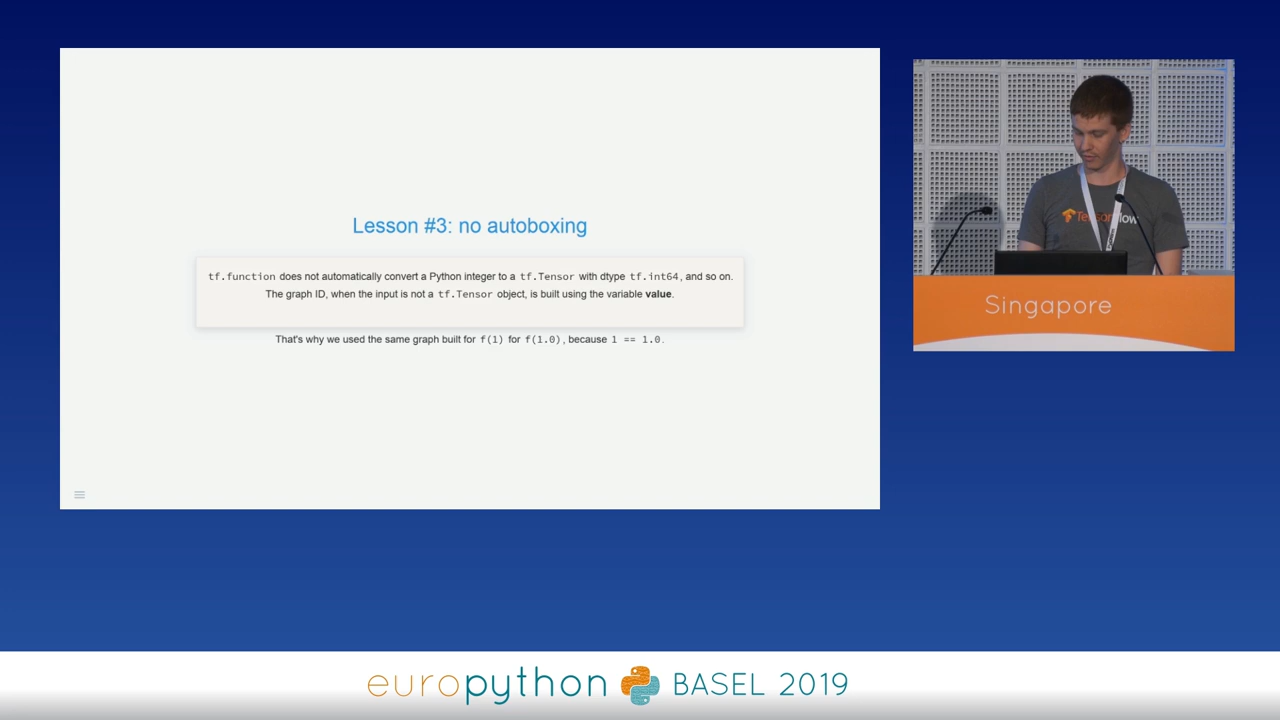 Lesson #3: no autoboxing
tf.function does not automatically convert a Python integer to a tf.Tensor with dtype tf.int64, and so on.
The graph ID, when the input is not a tf.Tensor object, is built using the variable value.
That's why we used the same graph built for f(1) for f(1.0), because 1 == 1.0.
TensorFlow
Singapore
europython BASEL 2019